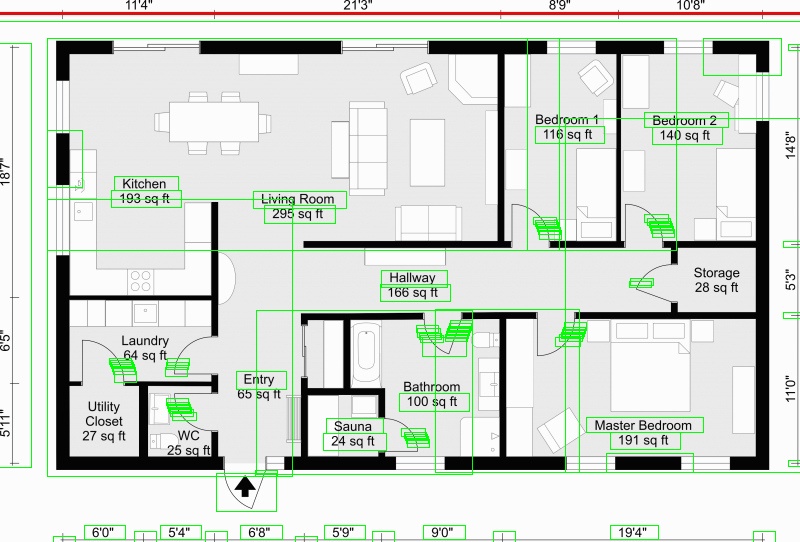 11'4"
21'3"
8'9"
10'8"
18'7"
14'8"
Bedroom 1
116 sq ft
Bedroom 2
140 sq ft
Kitchen
193 sq ft
Living Room
295 sq ft
Hallway
166 sq ft
Storage
28 sq ft
5'3"
6'5"
Laundry
64 sq ft
Entry
65 sq ft
Bathroom
100 sq ft
11'0"
5'11"
Utility
Closet
27 sq ft
WC
25 sq ft
Sauna
24 sq ft
Master Bedroom
191 sq ft
6'0"
5'4"
6'8"
5'9"
9'0"
19'4"